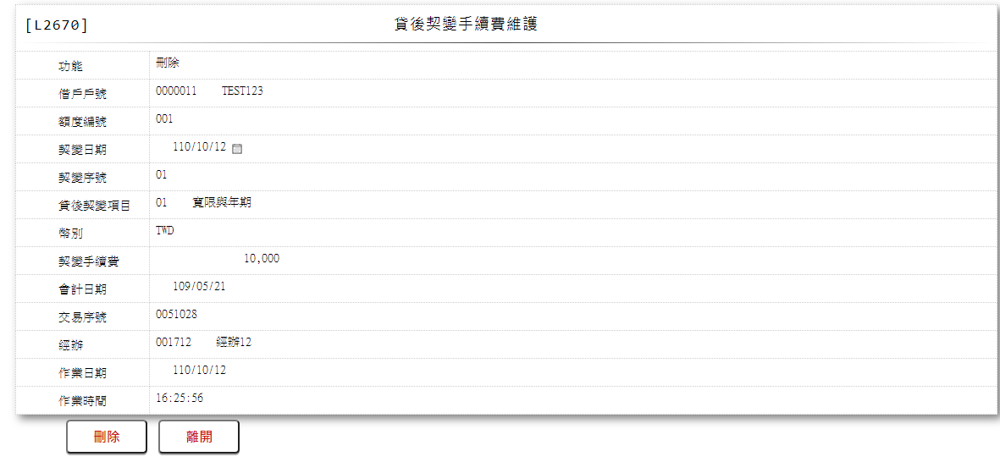 [L2670] 貸後契變手續費維護
功能 刪除
借戶戶號 0000011 TEST123
額度編號 001
契變日期 110/10/12
契變序號 01
貸後契變項目 01 寬限與年期
幣別 TWD
契變手續費 10,000
會計日期 109/05/21
交易序號 0051028
經辦 001712 經辦12
作業日期 110/10/12
作業時間 16:25:56
刪除 離開